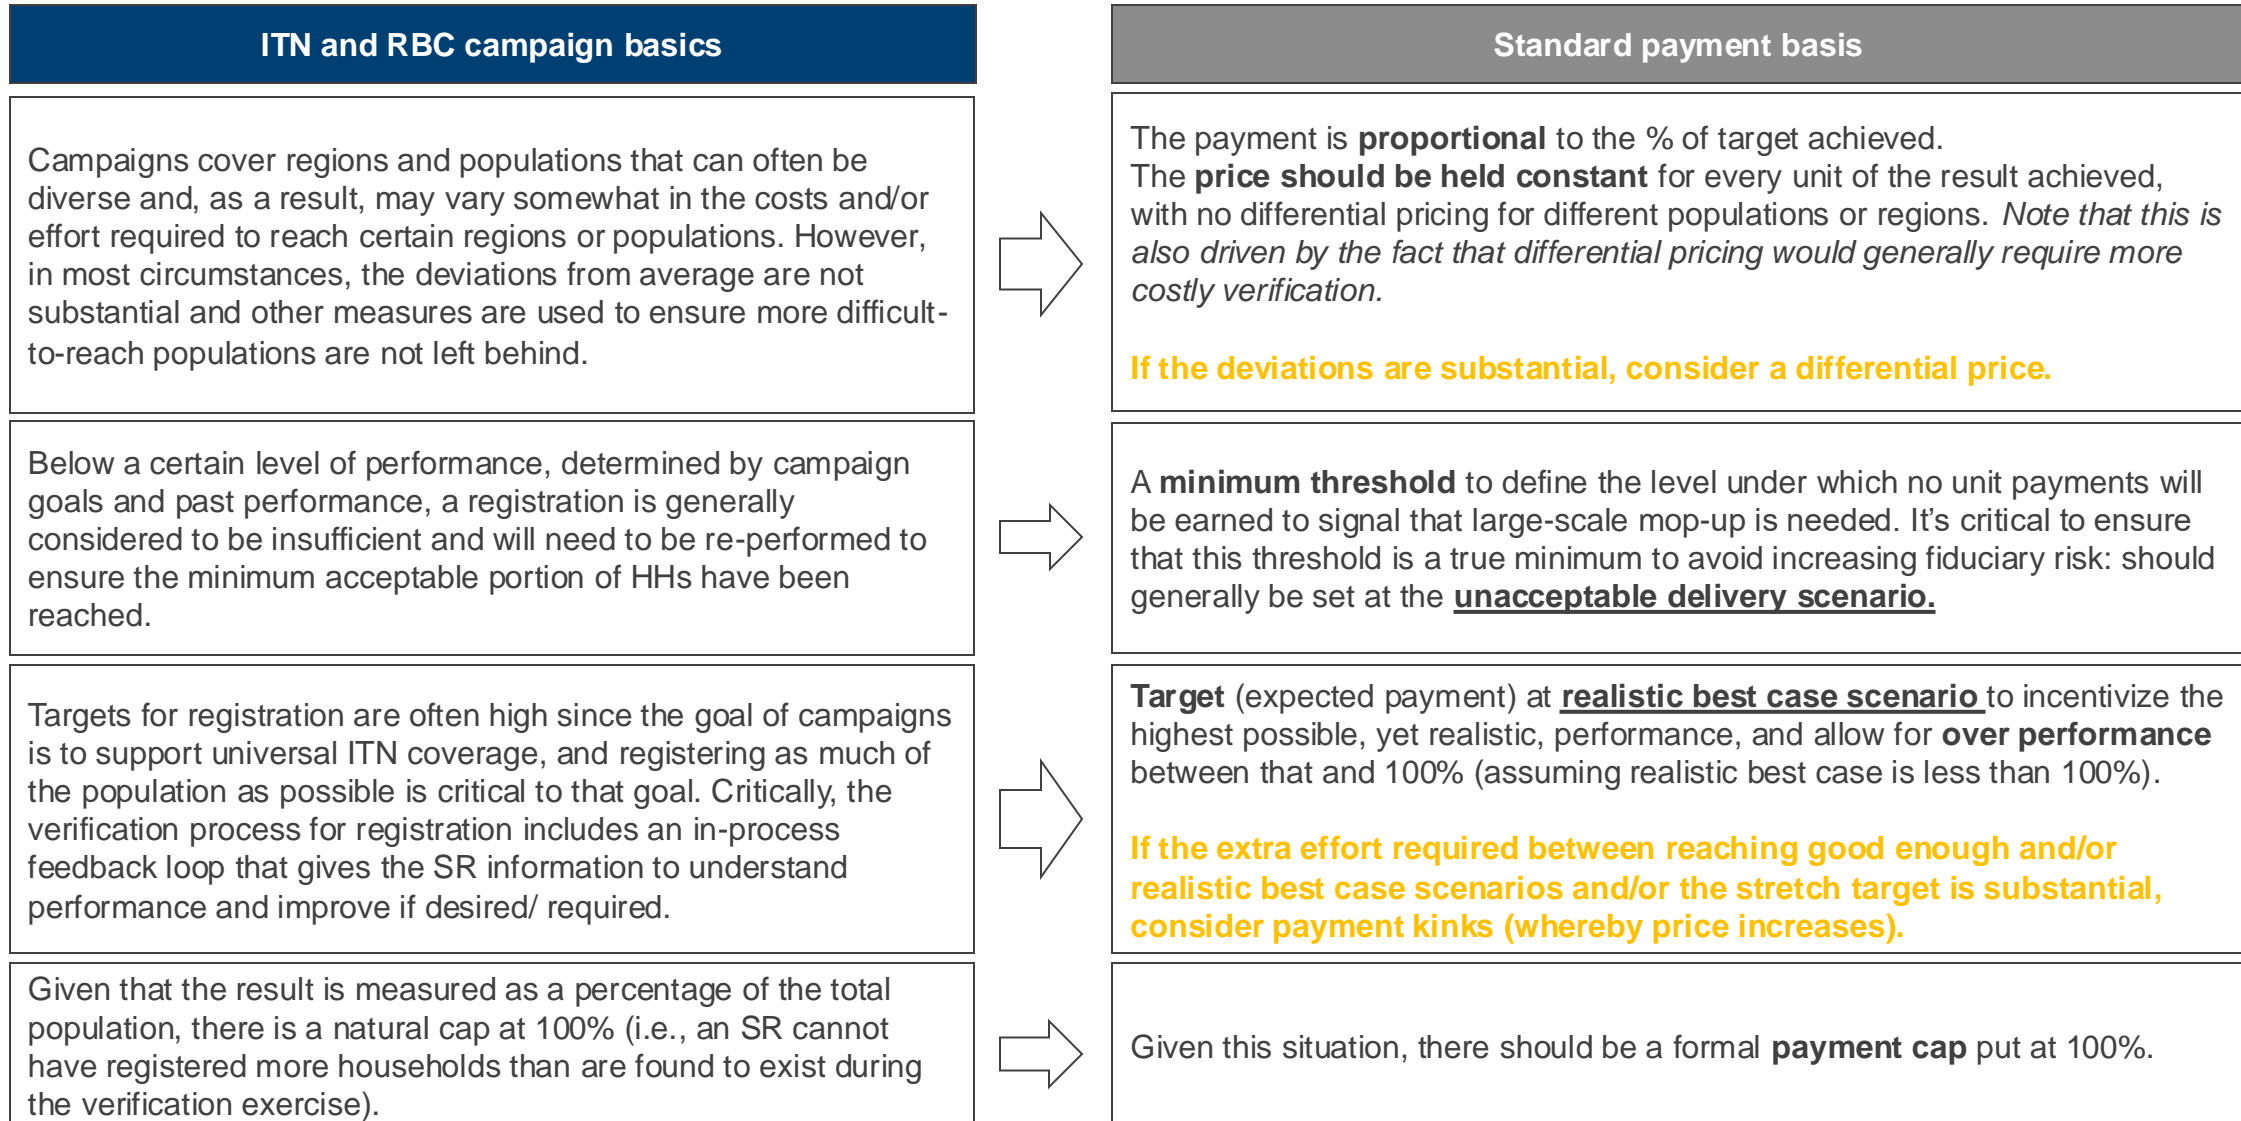 ITN and RBC campaign basics
Standard payment basis
Campaigns cover regions and populations that can often be
diverse and, as a result, may vary somewhat in the costs and/or
effort required to reach certain regions or populations. However,
in most circumstances, the deviations from average are not
substantial and other measures are used to ensure more difficult-
to-reach populations are not left behind.
The payment is proportional to the % of target achieved.
The price should be held constant for every unit of the result achieved,
with no differential pricing for different populations or regions. Note that this is
also driven by the fact that differential pricing would generally require more
costly verification.
If the deviations are substantial, consider a differential price.
Below a certain level of performance, determined by campaign
goals and past performance, a registration is generally
considered to be insufficient and will need to be re-performed to
ensure the minimum acceptable portion of HHs have been
reached.
A minimum threshold to define the level under which no unit payments will
be earned to signal that large-scale mop-up is needed. It’s critical to ensure
that this threshold is a true minimum to avoid increasing fiduciary risk: should
generally be set at the unacceptable delivery scenario.
Targets for registration are often high since the goal of campaigns
is to support universal ITN coverage, and registering as much of
the population as possible is critical to that goal. Critically, the
verification process for registration includes an in-process
feedback loop that gives the SR information to understand
performance and improve if desired/ required.
Target (expected payment) at realistic best case scenario to incentivize the
highest possible, yet realistic, performance, and allow for over performance
between that and 100% (assuming realistic best case is less than 100%).
If the extra effort required between reaching good enough and/or
realistic best case scenarios and/or the stretch target is substantial,
consider payment kinks (whereby price increases).
Given that the result is measured as a percentage of the total
population, there is a natural cap at 100% (i.e., an SR cannot
have registered more households than are found to exist during
the verification exercise).
Given this situation, there should be a formal payment cap put at 100%.